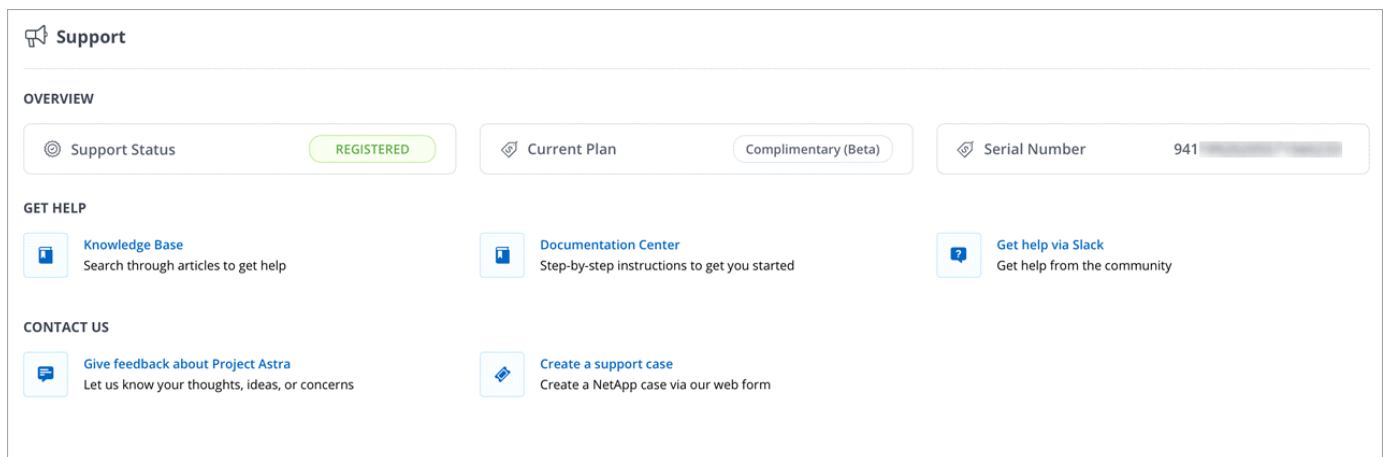 Support
OVERVIEW
Support Status REGISTERED
Current Plan Complimentary (Beta)
Serial Number 941
GET HELP
Knowledge Base
Search through articles to get help
Documentation Center
Step-by-step instructions to get you started
Get help via Slack
Get help from the community
CONTACT US
Give feedback about Project Astra
Let us know your thoughts, ideas, or concerns
Create a support case
Create a NetApp case via our web form